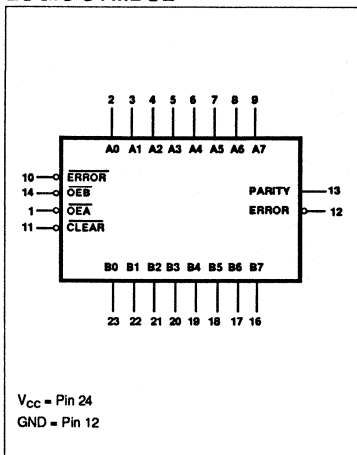 2 3 4 5 6 7 8 9
A0 A1 A2 A3 A4 A5 A6 A7
10 ERROR
14 OEB
1 OEA
11 CLEAR
PARITY 13
ERROR 12
B0 B1 B2 B3 B4 B5 B6 B7
23 22 21 20 19 18 17 16
VCC = Pin 24
GND = Pin 12